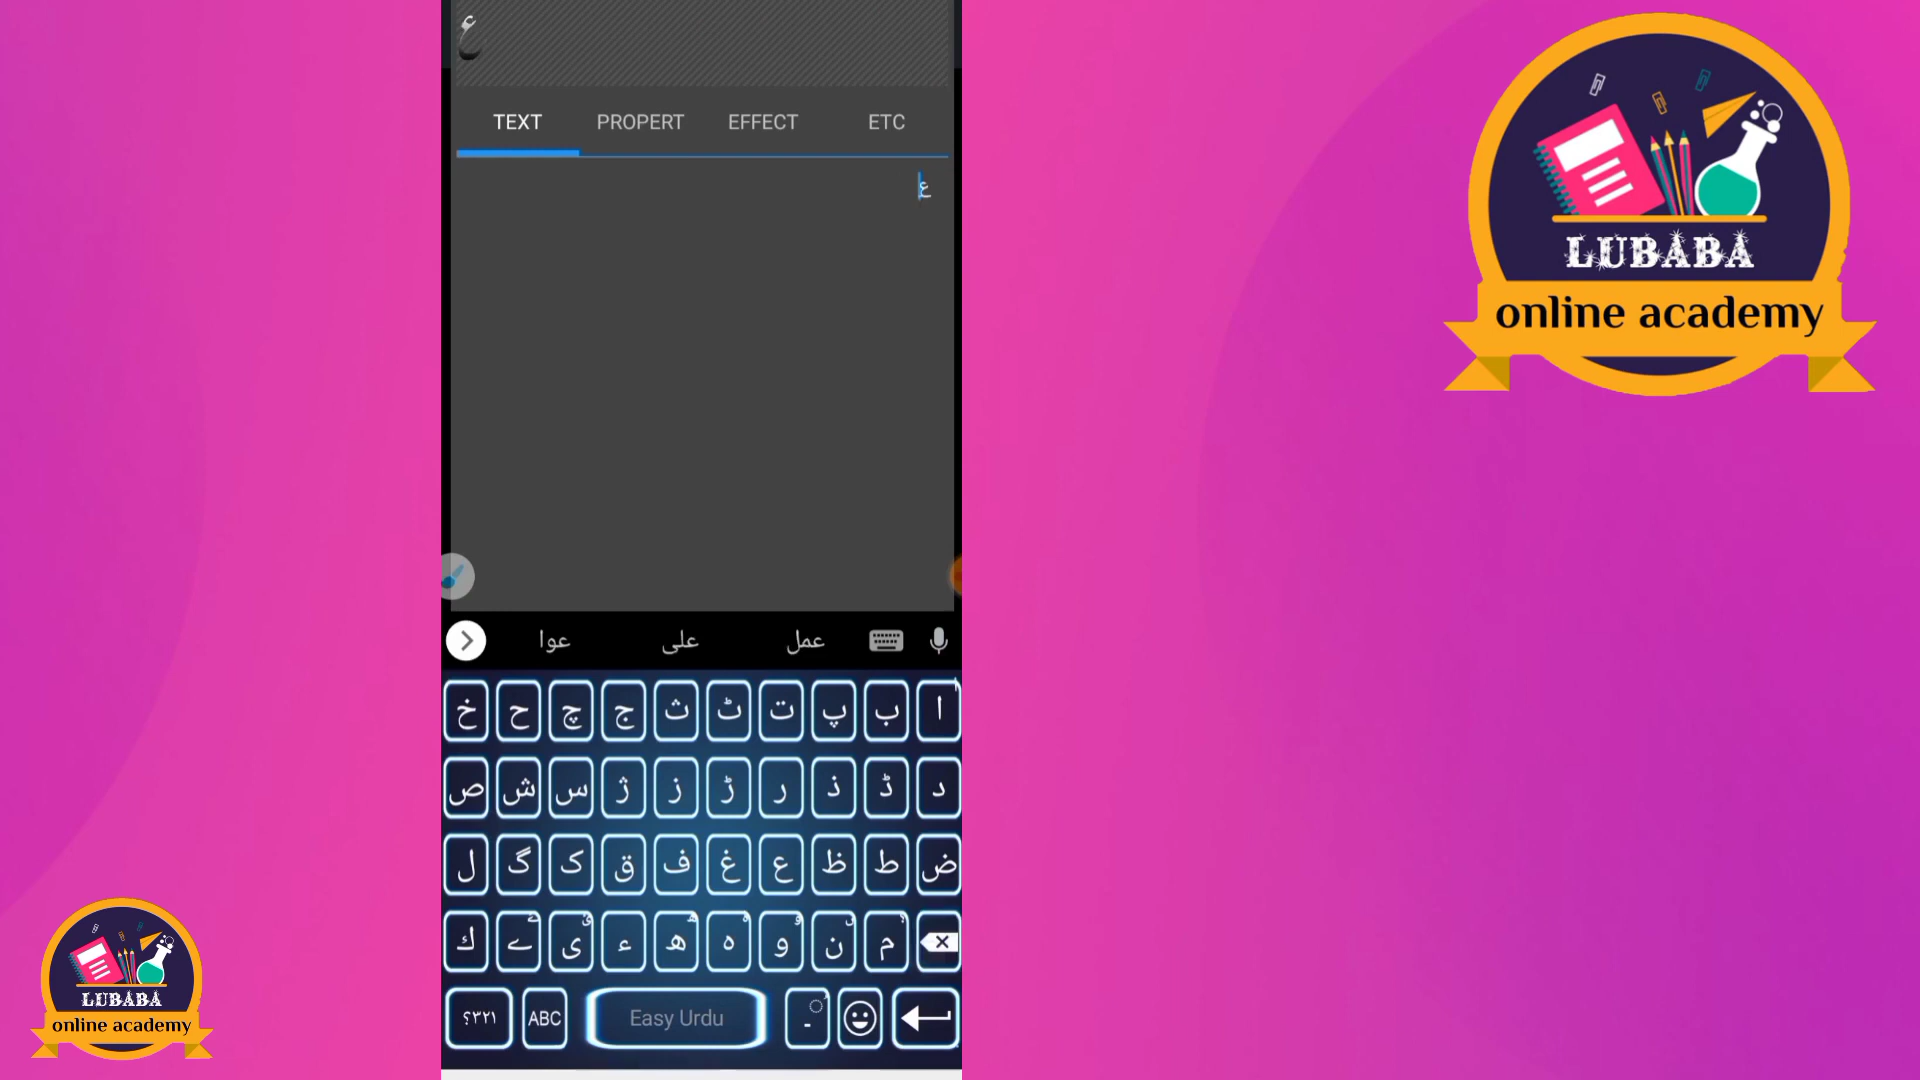 ع
TEXT PROPERT EFFECT ETC
ع
عمل علی عوا
ا ب پ ت ٹ ث ج چ ح خ
د ڈ ذ ر ڑ ز ژ س ش ص
ض ط ظ ع غ ف ق ک گ ل
م ن و ہ ھ ء ی ے ك
؟۳۲۱ ABC Easy Urdu
LUBABA
online academy
LUBABA
online academy